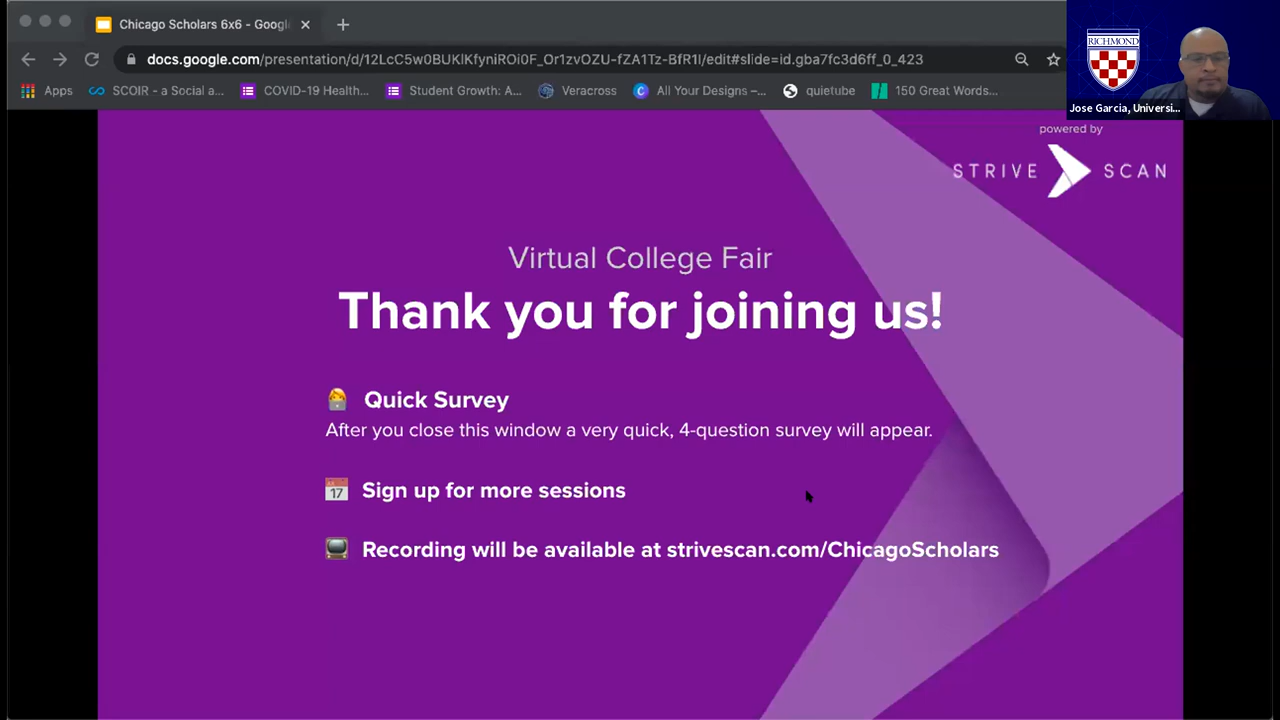 Chicago Scholars 6x6 - Googl
docs.google.com/presentation/d/12LcC5w0BUKlKfyniROi0F_Or1zvOZU-fZA1Tz-BfR1I/edit#slide=id.gba7fc3d6ff_0_423
Apps SCOIR - a Social a... COVID-19 Health... Student Growth: A... Veracross All Your Designs –... quietube 150 Great Words...
RICHMOND
Jose Garcia, Universi...
powered by
STRIVE SCAN
Virtual College Fair
Thank you for joining us!
Quick Survey
After you close this window a very quick, 4-question survey will appear.
17
Sign up for more sessions
Recording will be available at strivescan.com/ChicagoScholars